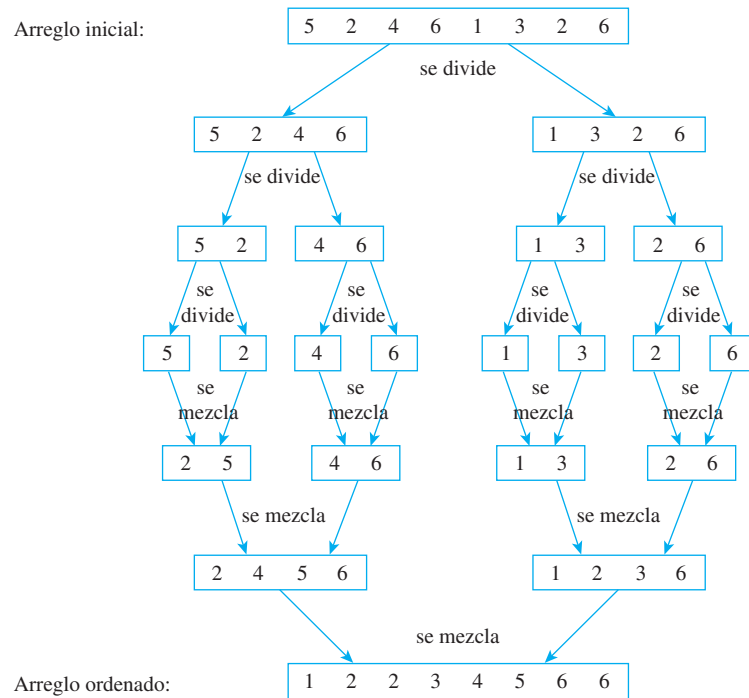 Arreglo inicial: 5 2 4 6 1 3 2 6
se divide
5 2 4 6 1 3 2 6
se divide se divide
5 2 4 6 1 3 2 6
se se se se
divide divide divide divide
5 2 4 6 1 3 2 6
se se se se
mezcla mezcla mezcla mezcla
2 5 4 6 1 3 2 6
se mezcla se mezcla
2 4 5 6 1 2 3 6
se mezcla
Arreglo ordenado: 1 2 2 3 4 5 6 6